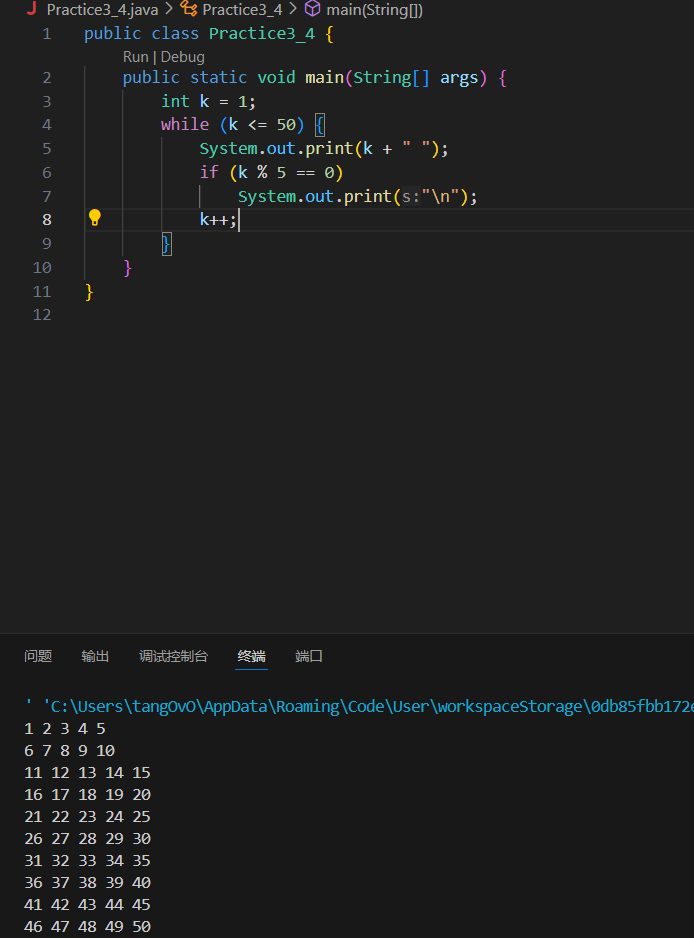 Practice3_4.java > Practice3_4 > main(String[])
1 public class Practice3_4 {
Run | Debug
2 public static void main(String[] args) {
3 int k = 1;
4 while (k <= 50) {
5 System.out.print(k + " ");
6 if (k % 5 == 0)
7 System.out.print(s:"\n");
8 k++;
9 }
10 }
11 }
12
问题 输出 调试控制台 终端 端口
' 'C:\Users\tangOvO\AppData\Roaming\Code\User\workspaceStorage\0db85fbb172e
1 2 3 4 5
6 7 8 9 10
11 12 13 14 15
16 17 18 19 20
21 22 23 24 25
26 27 28 29 30
31 32 33 34 35
36 37 38 39 40
41 42 43 44 45
46 47 48 49 50